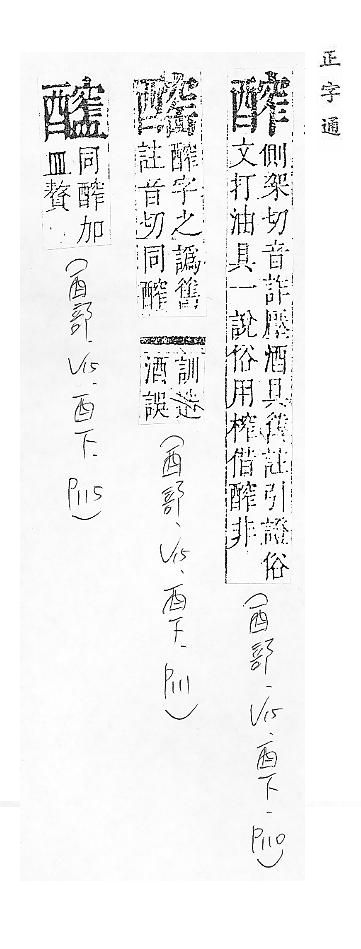 正字通
醡
側架切音詐壓酒具舊註引證俗
文打油具一說俗用榨借醡非
(酉部.V15.酉下.P110)
醡字之譌舊
註音切同醡
訓造
酒誤
(酉部.V15.酉下.P111)
同醡加
皿贅
(酉部.V15.酉下.P115)